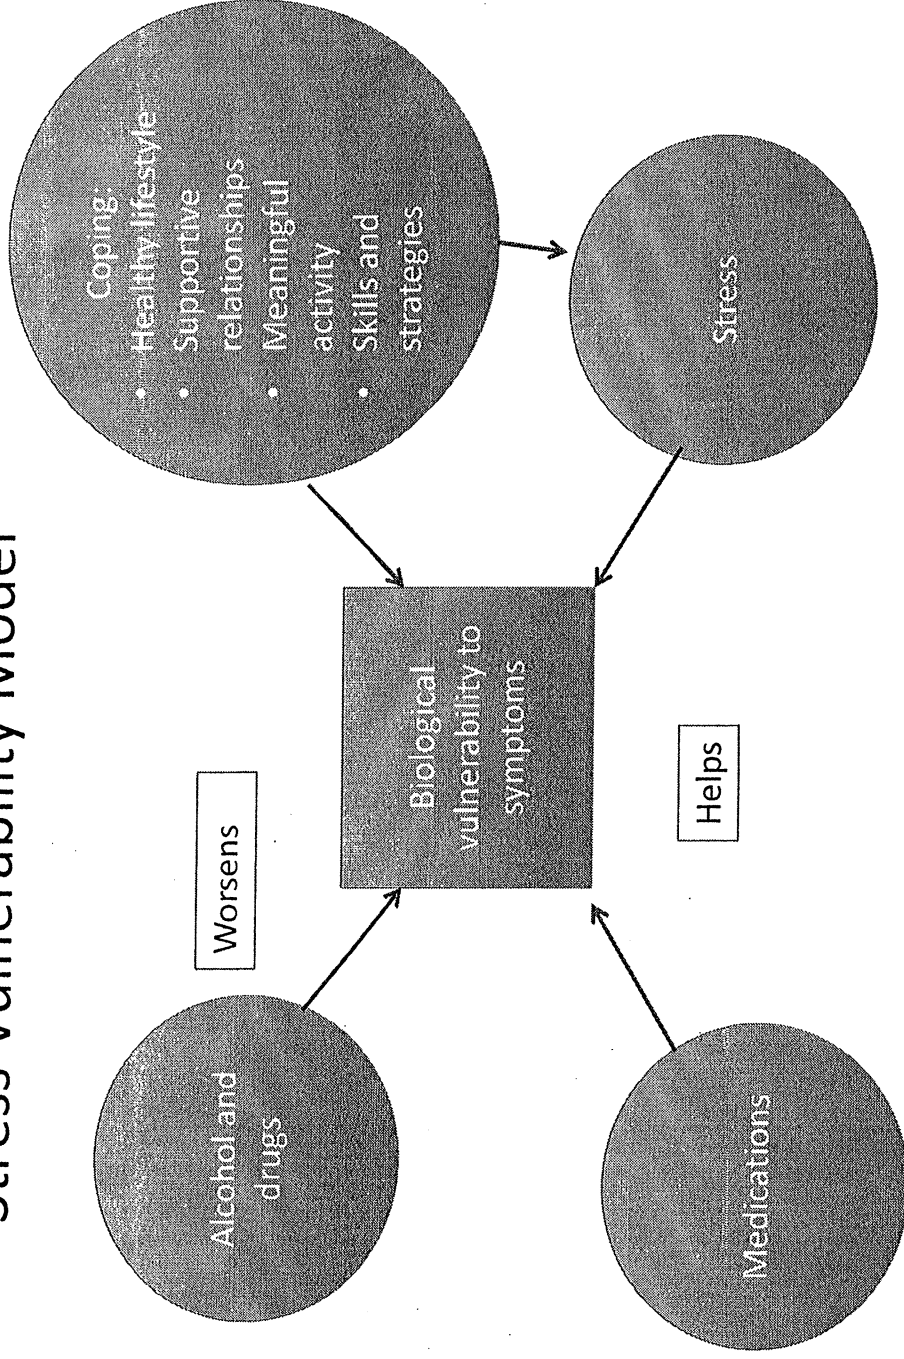 Stress Vulnerability Model
Alcohol and
drugs
Worsens
Coping:
• Healthy lifestyle
• Supportive
relationships
• Meaningful
activity
• Skills and
strategies
Biological
vulnerability to
symptoms
Medications
Helps
Stress